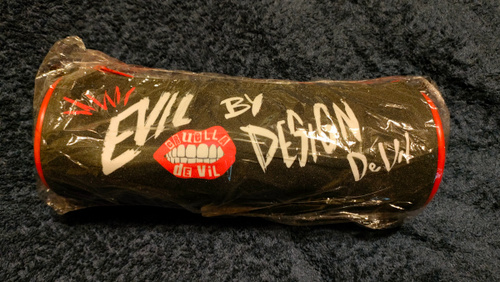 EVIL BY DESIGN
CRUELLA
DE VIL